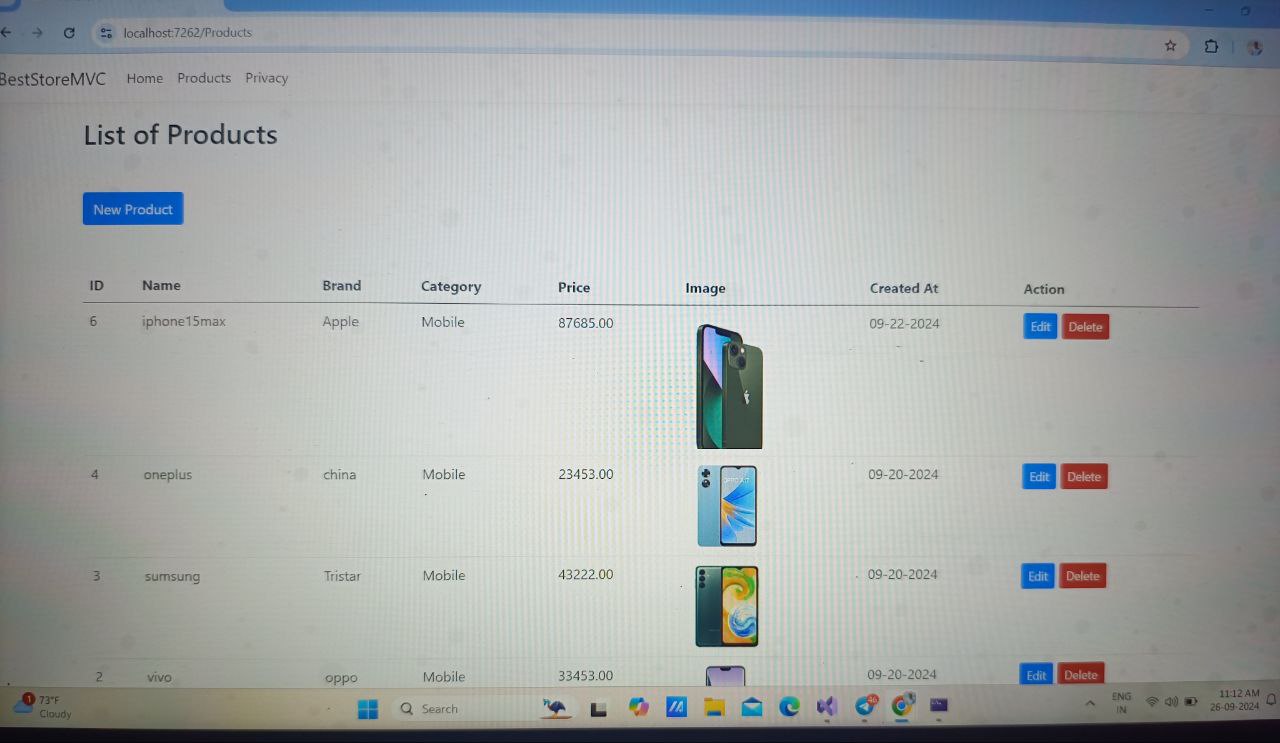 localhost:7262/Products
BestStoreMVC Home Products Privacy
List of Products
New Product
ID Name Brand Category Price Image Created At Action
6 iphone15max Apple Mobile 87685.00 09-22-2024 Edit Delete
4 oneplus china Mobile 23453.00 09-20-2024 Edit Delete
OPPO A17
3 sumsung Tristar Mobile 43222.00 09-20-2024 Edit Delete
2 vivo oppo Mobile 33453.00 09-20-2024 Edit Delete
1 73°F
Cloudy
Search
46
ENG
IN
11:12 AM
26-09-2024